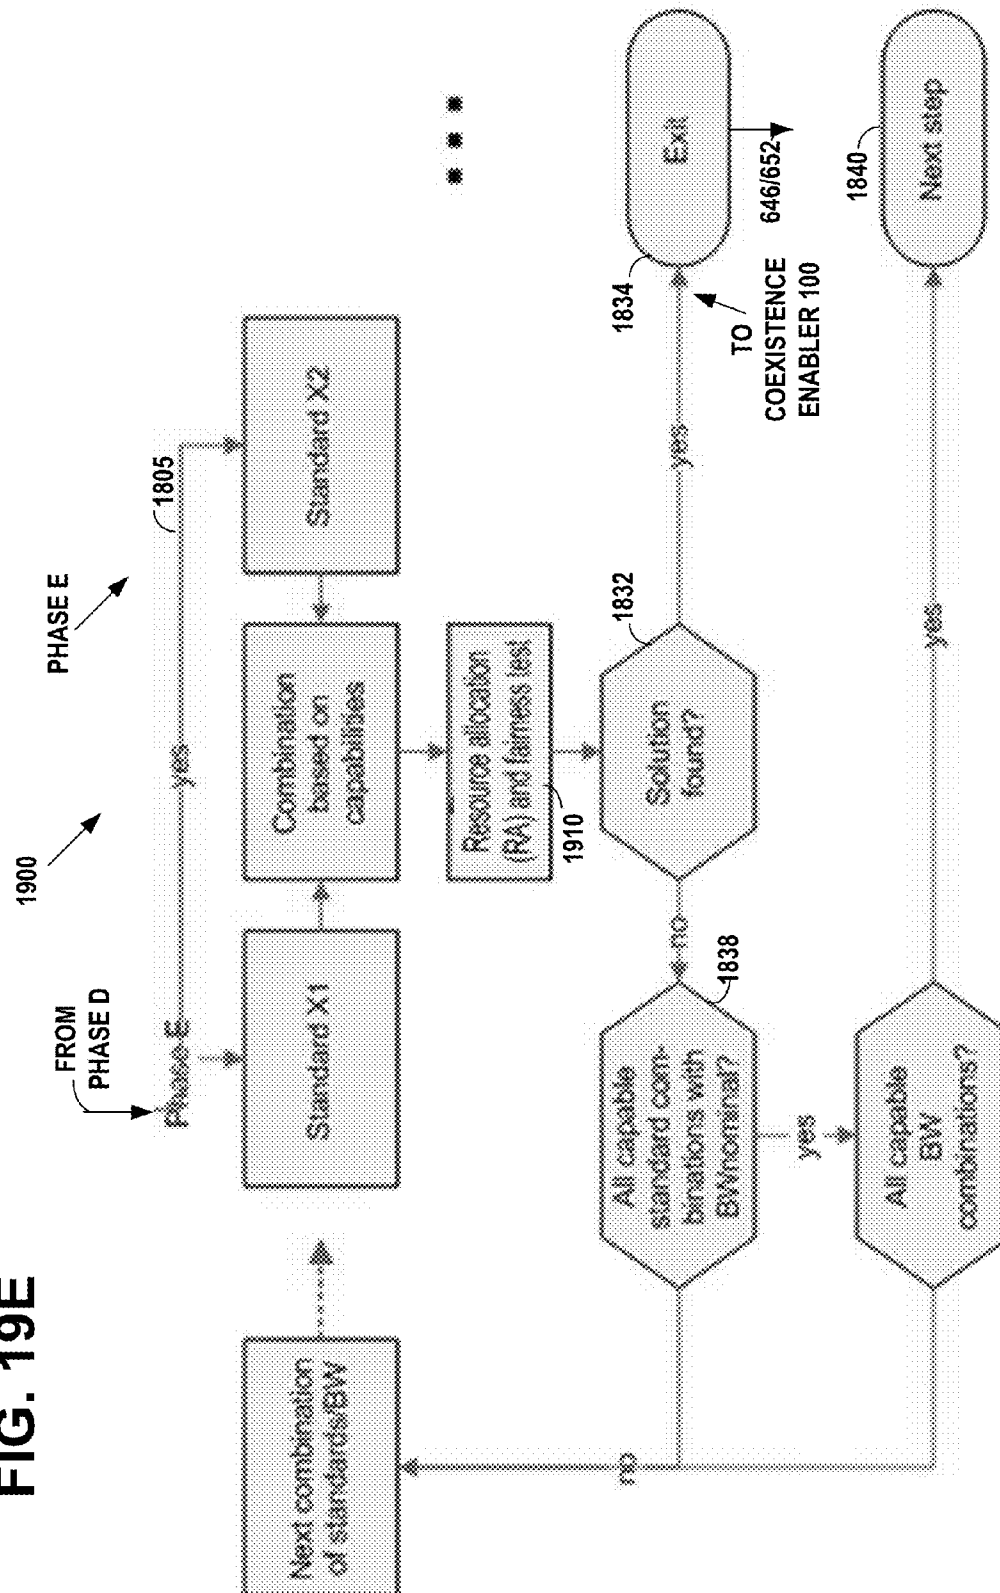 FIG. 19E
1900
PHASE E
FROM
PHASE D
Phase E
yes
1805
Next combination
of standards/BW
Standard X1
Combination
based on
capabilities
Standard X2
Resource allocation
(RA) and fairness test
1910
All capable
standard com-
binations with
BWnominal?
1838
no
Solution
found?
1832
yes
1834
Exit
TO
COEXISTENCE
ENABLER 100
646/652
no
yes
All capable
BW
combinations?
yes
1840
Next step